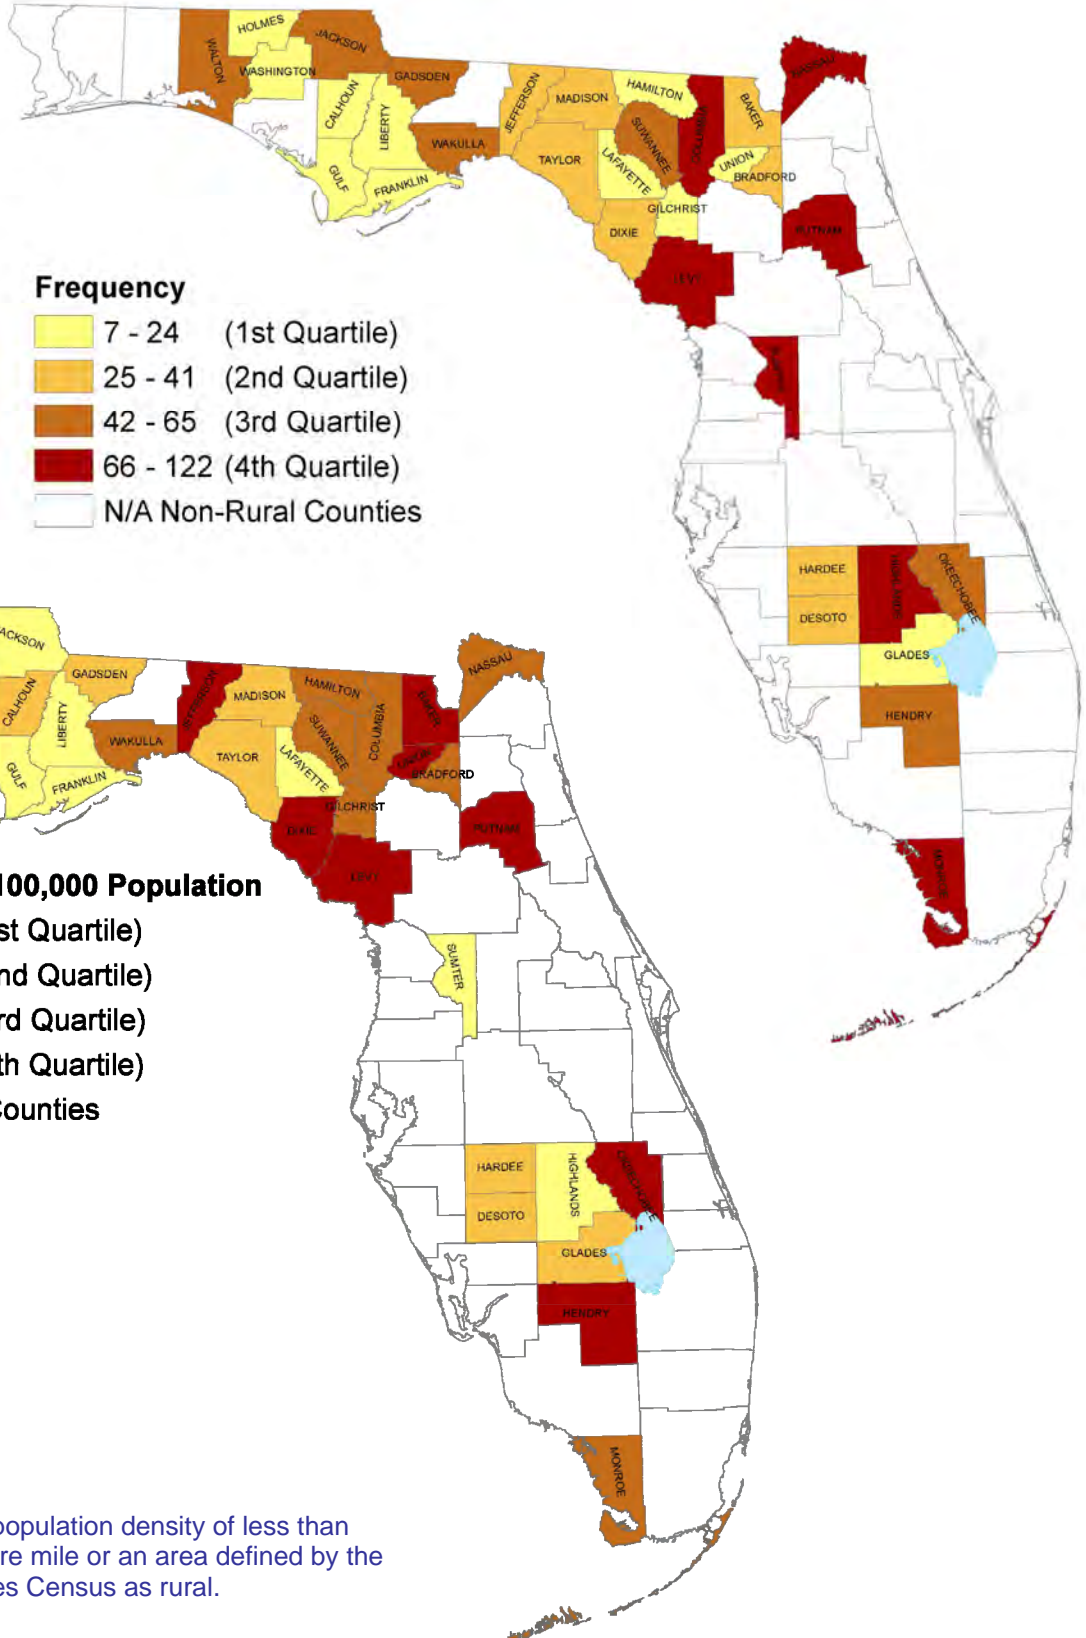 HOLMES
JACKSON
WALTON
WASHINGTON
GADSDEN
CALHOUN
LIBERTY
WAKULLA
GULF
FRANKLIN
JEFFERSON
MADISON
HAMILTON
TAYLOR
SUWANNEE
LAFAYETTE
COLUMBIA
BAKER
NASSAU
UNION
BRADFORD
GILCHRIST
DIXIE
LEVY
PUTNAM
Frequency
7 - 24 (1st Quartile)
25 - 41 (2nd Quartile)
42 - 65 (3rd Quartile)
66 - 122 (4th Quartile)
N/A Non-Rural Counties
SUMTER
HARDEE
HIGHLANDS
OKEECHOBEE
DESOTO
GLADES
HENDRY
MONROE
ACKSON
GADSDEN
CALHOUN
LIBERTY
WAKULLA
GULF
FRANKLIN
JEFFERSON
MADISON
HAMILTON
TAYLOR
SUWANNEE
LAFAYETTE
COLUMBIA
BAKER
NASSAU
UNION
BRADFORD
GILCHRIST
DIXIE
LEVY
PUTNAM
100,000 Population
st Quartile)
nd Quartile)
rd Quartile)
th Quartile)
Counties
SUMTER
HARDEE
HIGHLANDS
OKEECHOBEE
DESOTO
GLADES
HENDRY
MONROE
population density of less than
re mile or an area defined by the
es Census as rural.